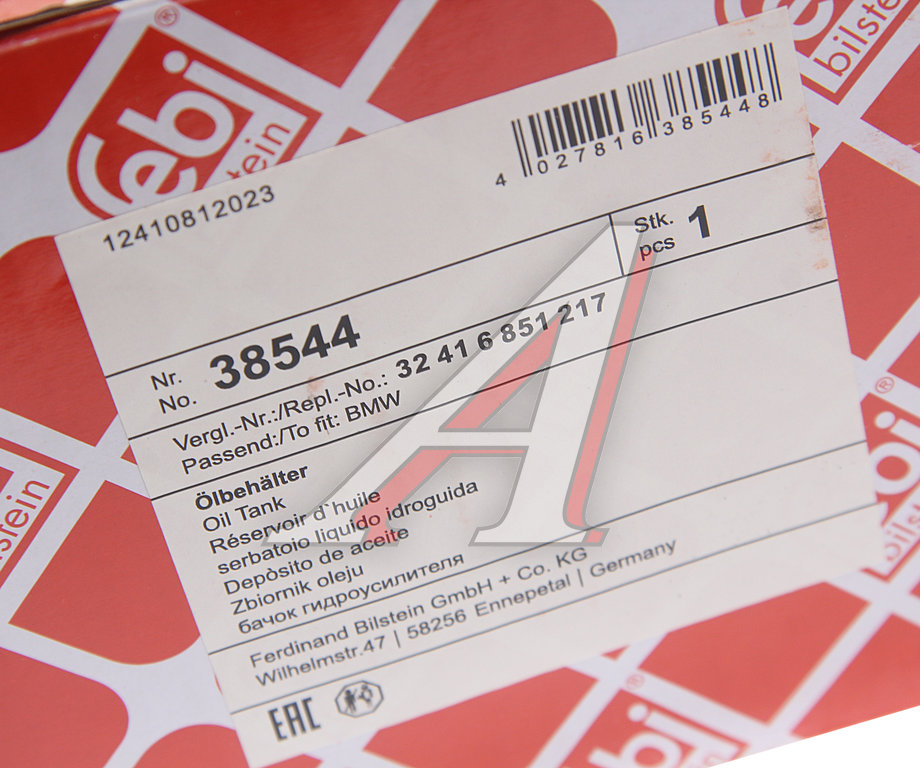 febi®
bilstein
bilstein
12410812023
4 027816 385448
Stk.
pcs 1
Nr.
No. 38544
Vergl.-Nr.:/Repl.-No.: 32 41 6 851 217
Passend:/To fit: BMW
Ölbehälter
Oil Tank
Réservoir d`huile
serbatoio liquido idroguida
Depòsito de aceite
Zbiornik oleju
бачок гидроусилителя
Ferdinand Bilstein GmbH + Co. KG
Wilhelmstr.47 | 58256 Ennepetal | Germany
EAC